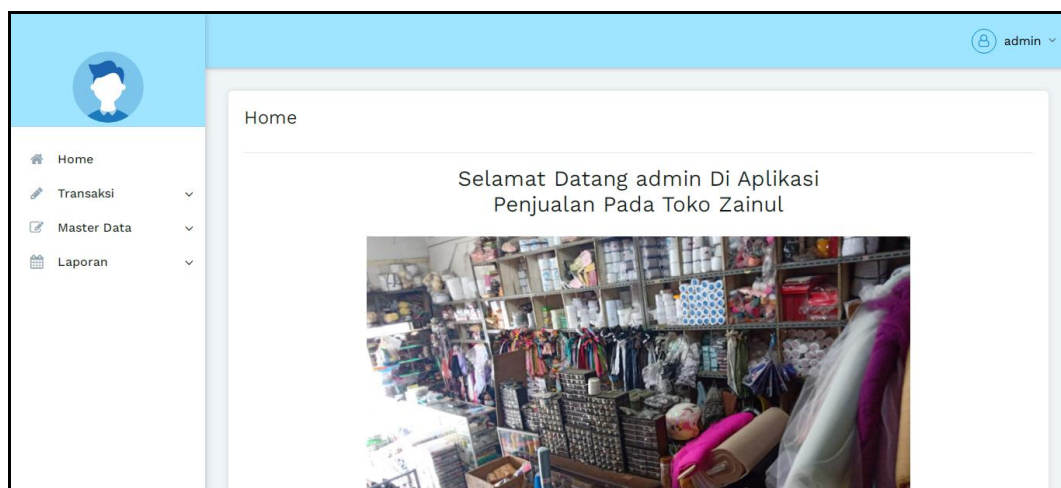 admin
Home
Transaksi
Master Data
Laporan
Home
Selamat Datang admin Di Aplikasi
Penjualan Pada Toko Zainul